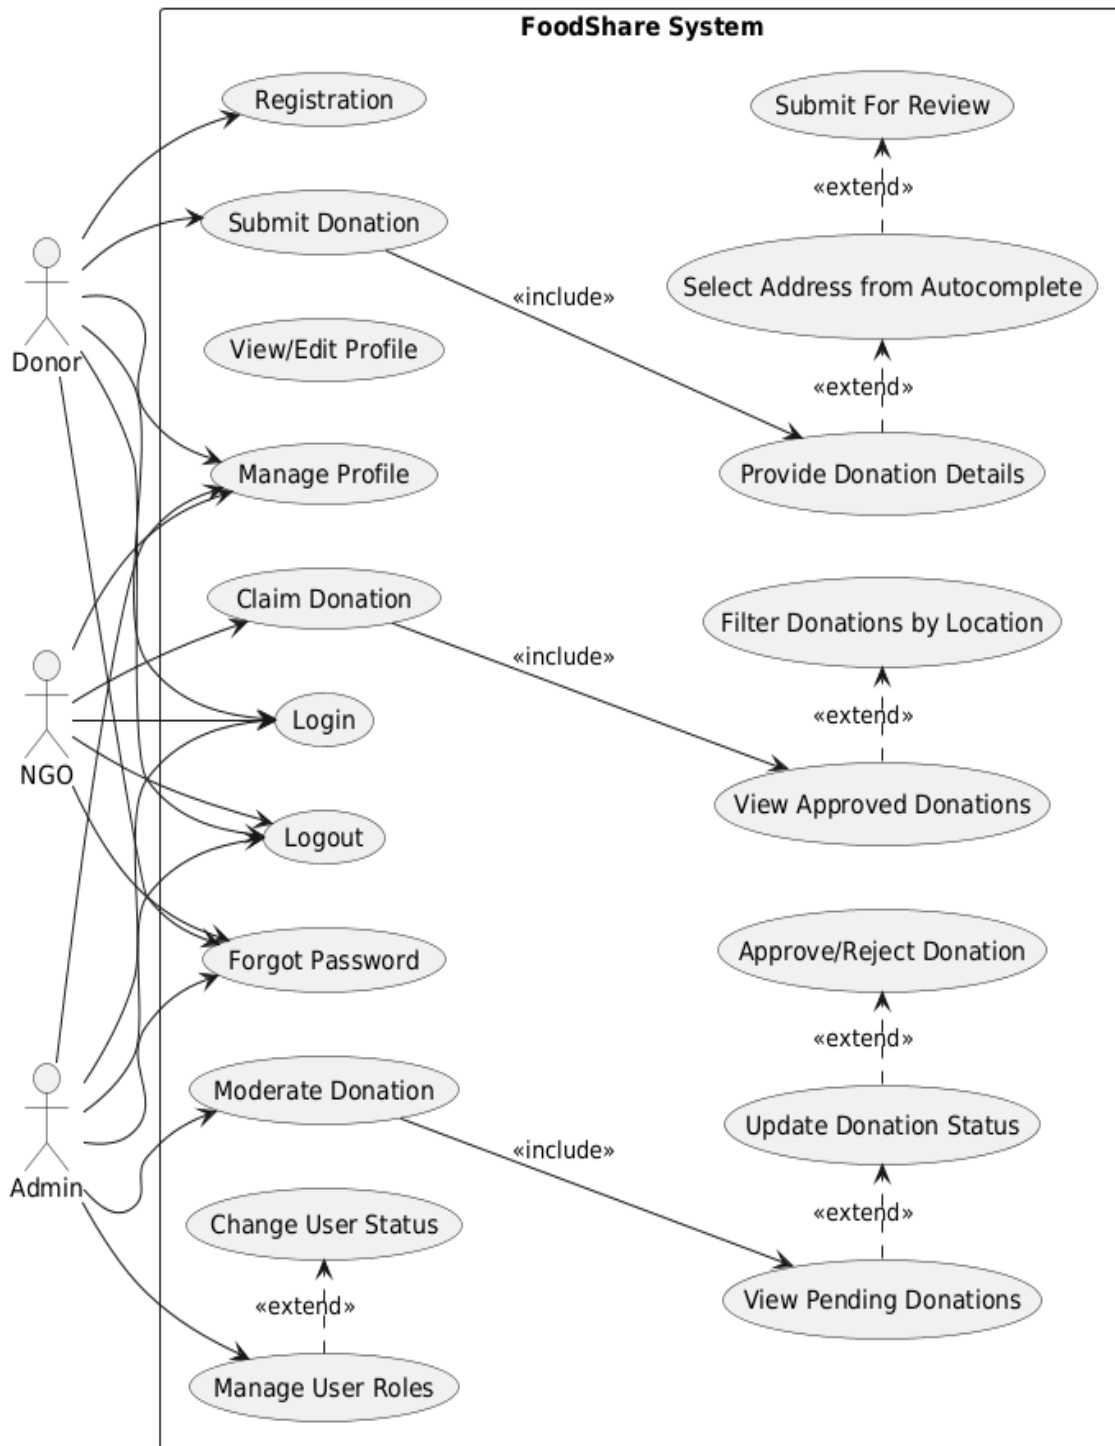 FoodShare System
Registration
Submit For Review
«extend»
Submit Donation
Select Address from Autocomplete
«include»
Donor
View/Edit Profile
«extend»
Manage Profile
Provide Donation Details
Claim Donation
Filter Donations by Location
«include»
«extend»
Login
NGO
View Approved Donations
Logout
Forgot Password
Approve/Reject Donation
«extend»
Moderate Donation
Update Donation Status
«include»
Admin
Change User Status
«extend»
«extend»
View Pending Donations
Manage User Roles